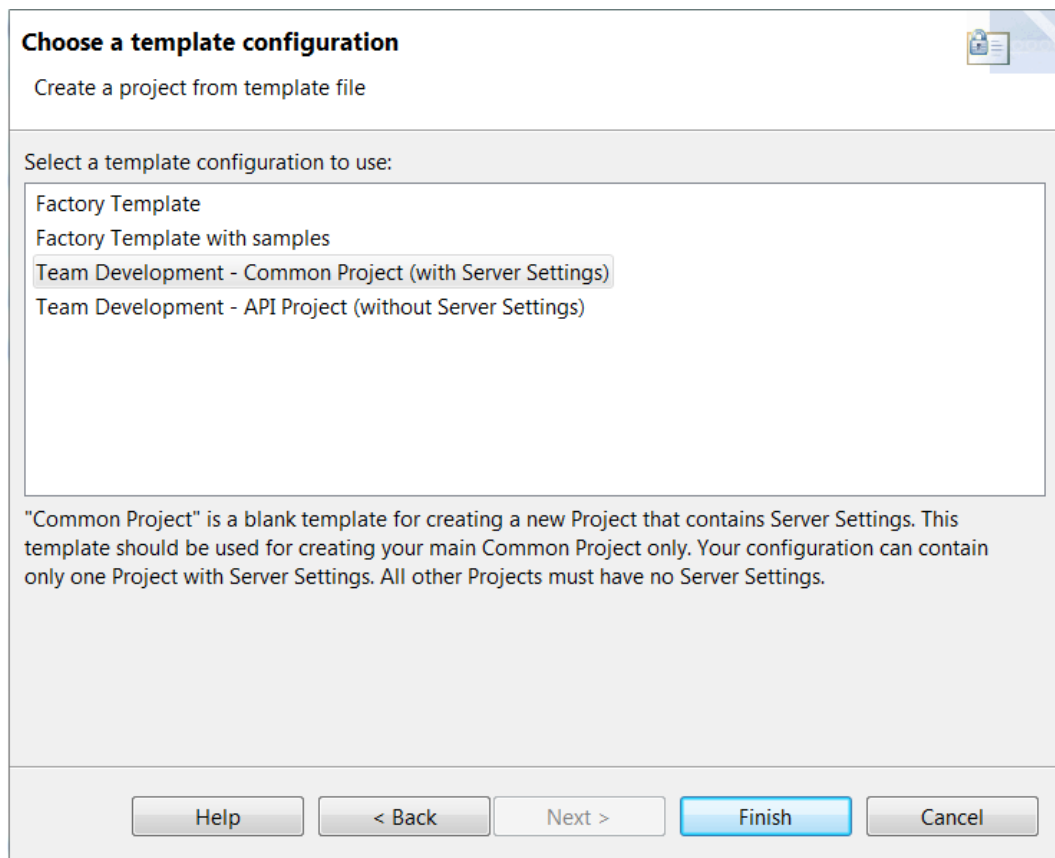 Choose a template configuration
Create a project from template file
Select a template configuration to use:
Factory Template
Factory Template with samples
Team Development - Common Project (with Server Settings)
Team Development - API Project (without Server Settings)
"Common Project" is a blank template for creating a new Project that contains Server Settings. This
template should be used for creating your main Common Project only. Your configuration can contain
only one Project with Server Settings. All other Projects must have no Server Settings.
Help
< Back
Next >
Finish
Cancel